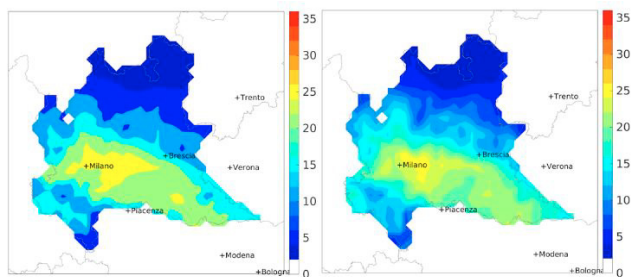 35
30
+Trento
25
20
+Brescia
+Milano
+Verona
15
+Piacenza
10
5
+Modena
+Bologna
0
35
30
+Trento
25
20
+Brescia
+Milano
+Verona
15
+Piacenza
10
5
+Modena
+Bologna
0